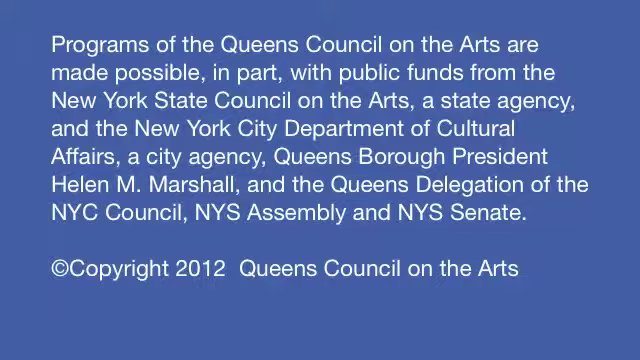 Programs of the Queens Council on the Arts are
made possible, in part, with public funds from the
New York State Council on the Arts, a state agency,
and the New York City Department of Cultural
Affairs, a city agency, Queens Borough President
Helen M. Marshall, and the Queens Delegation of the
NYC Council, NYS Assembly and NYS Senate.
©Copyright 2012  Queens Council on the Arts